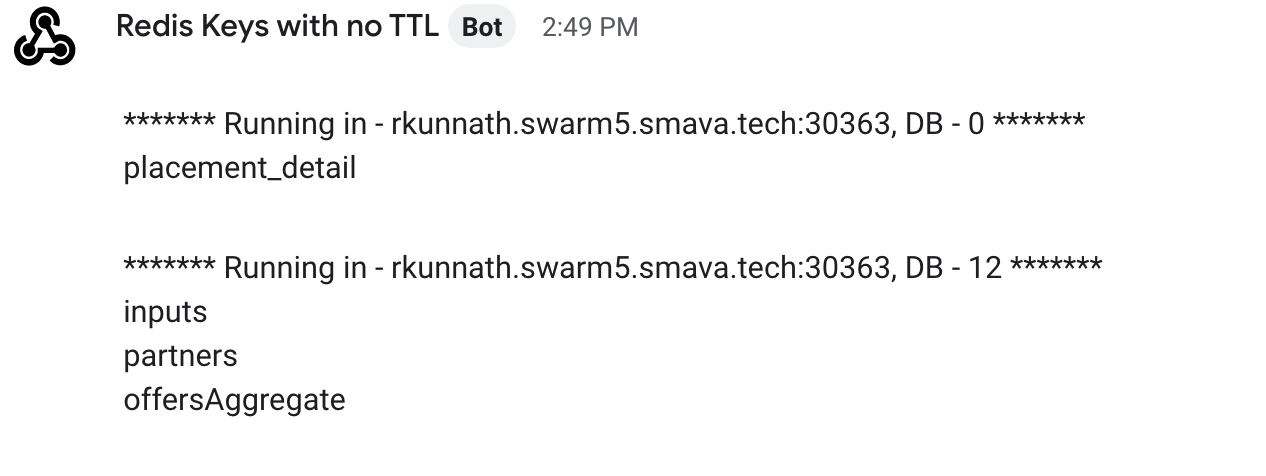 Redis Keys with no TTL Bot 2:49 PM
******* Running in - rkunnath.swarm5.smava.tech:30363, DB - 0 *******
placement_detail
******* Running in - rkunnath.swarm5.smava.tech:30363, DB - 12 *******
inputs
partners
offersAggregate